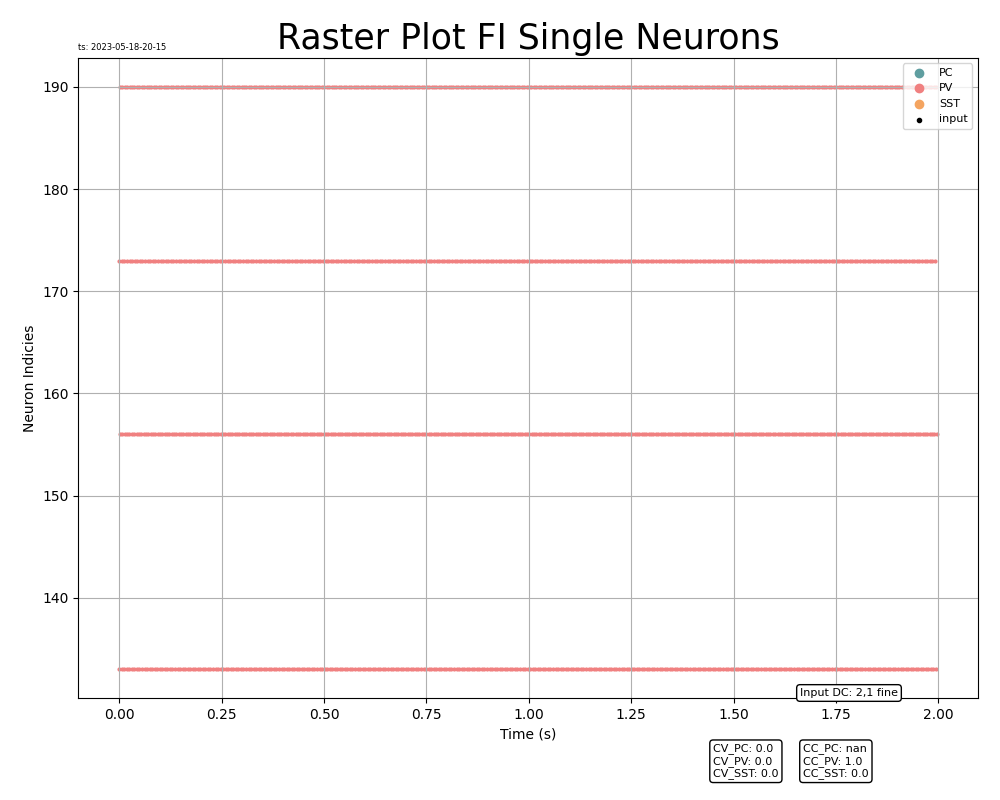 Raster Plot FI Single Neurons
ts: 2023-05-18-20-15
PC
PV
SST
input
190
180
170
160
150
140
Neuron Indicies
Input DC: 2,1 fine
0.00 0.25 0.50 0.75 1.00 1.25 1.50 1.75 2.00
Time (s)
CV_PC: 0.0
CV_PV: 0.0
CV_SST: 0.0
CC_PC: nan
CC_PV: 1.0
CC_SST: 0.0